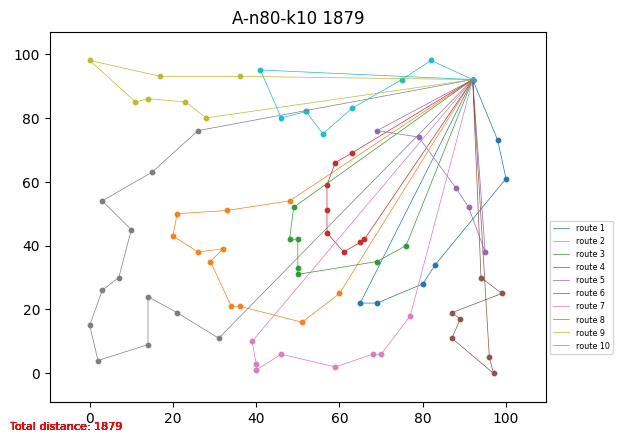 A-n80-k10 1879
100
80
60
40
20
0
0 20 40 60 80 100
route 1
route 2
route 3
route 4
route 5
route 6
route 7
route 8
route 9
route 10
Total distance: 1879